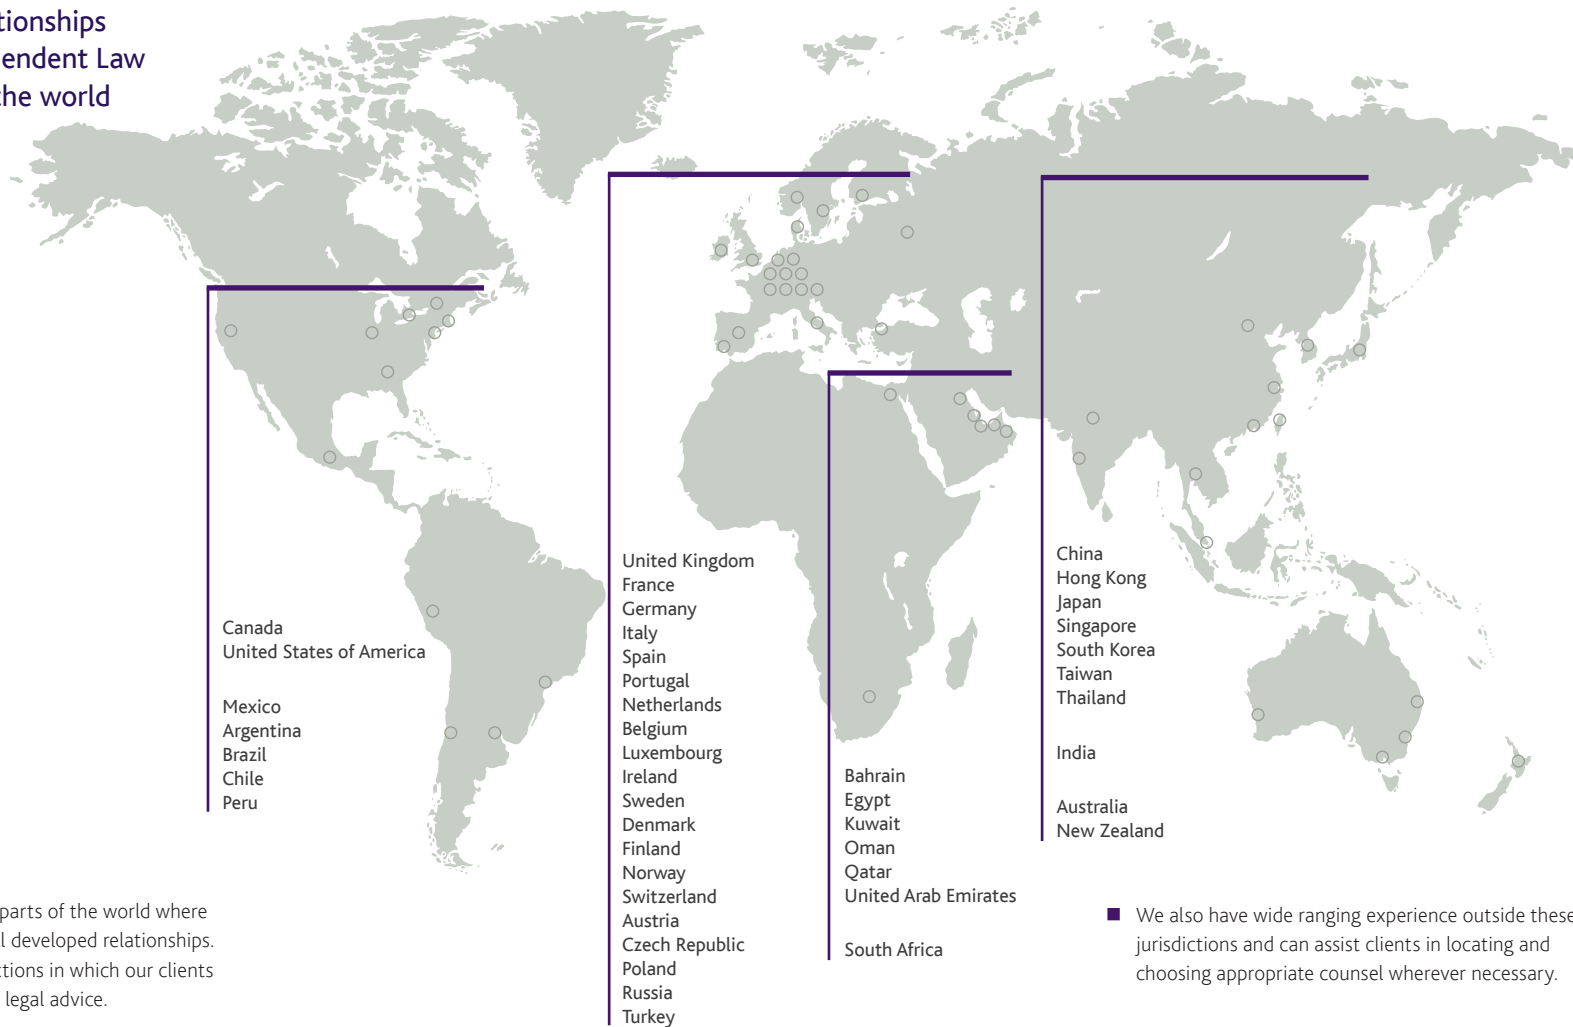 tionships
endent Law
the world
Canada
United States of America
Mexico
Argentina
Brazil
Chile
Peru
United Kingdom
France
Germany
Italy
Spain
Portugal
Netherlands
Belgium
Luxembourg
Ireland
Sweden
Denmark
Finland
Norway
Switzerland
Austria
Czech Republic
Poland
Russia
Turkey
Bahrain
Egypt
Kuwait
Oman
Qatar
United Arab Emirates
South Africa
China
Hong Kong
Japan
Singapore
South Korea
Taiwan
Thailand
India
Australia
New Zealand
parts of the world where
l developed relationships.
ctions in which our clients
legal advice.
We also have wide ranging experience outside these
jurisdictions and can assist clients in locating and
choosing appropriate counsel wherever necessary.